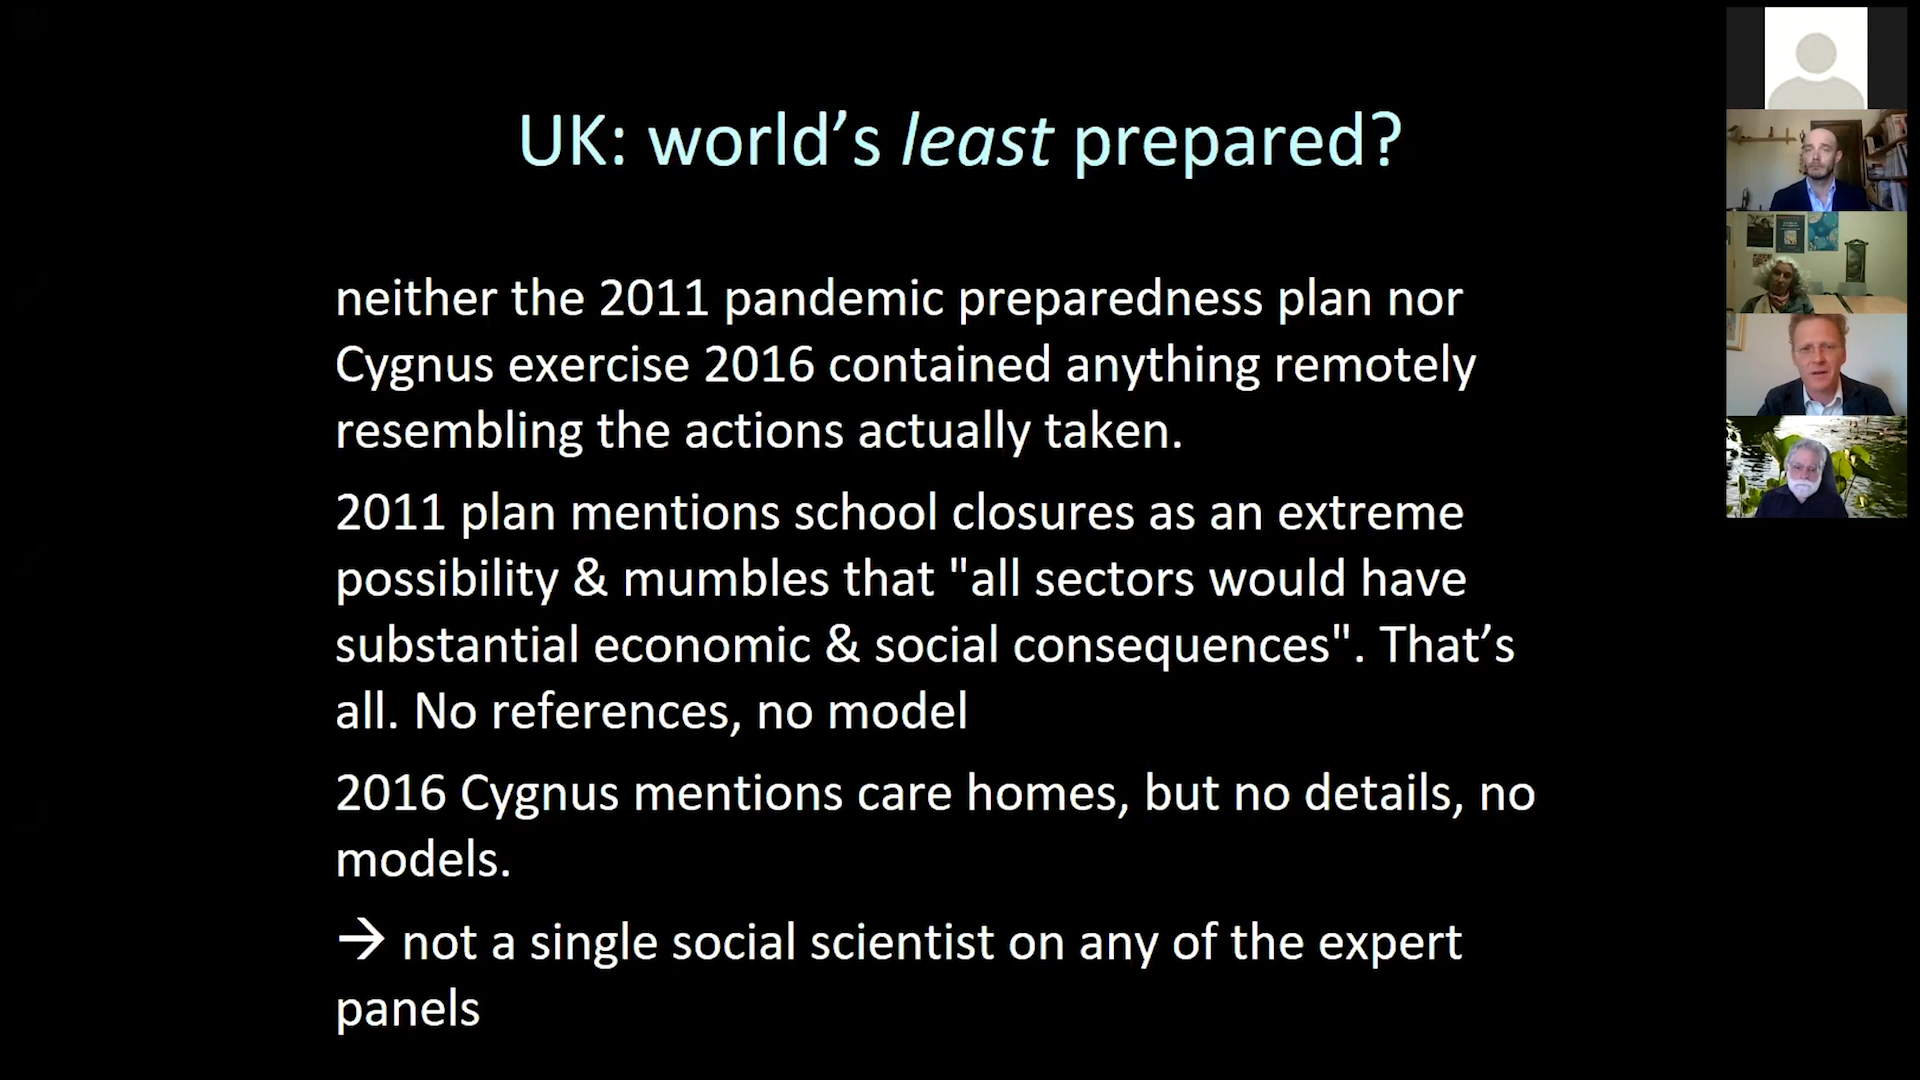 UK: world’s least prepared?
neither the 2011 pandemic preparedness plan nor
Cygnus exercise 2016 contained anything remotely
resembling the actions actually taken.
2011 plan mentions school closures as an extreme
possibility & mumbles that "all sectors would have
substantial economic & social consequences". That’s
all. No references, no model
2016 Cygnus mentions care homes, but no details, no
models.
→ not a single social scientist on any of the expert
panels